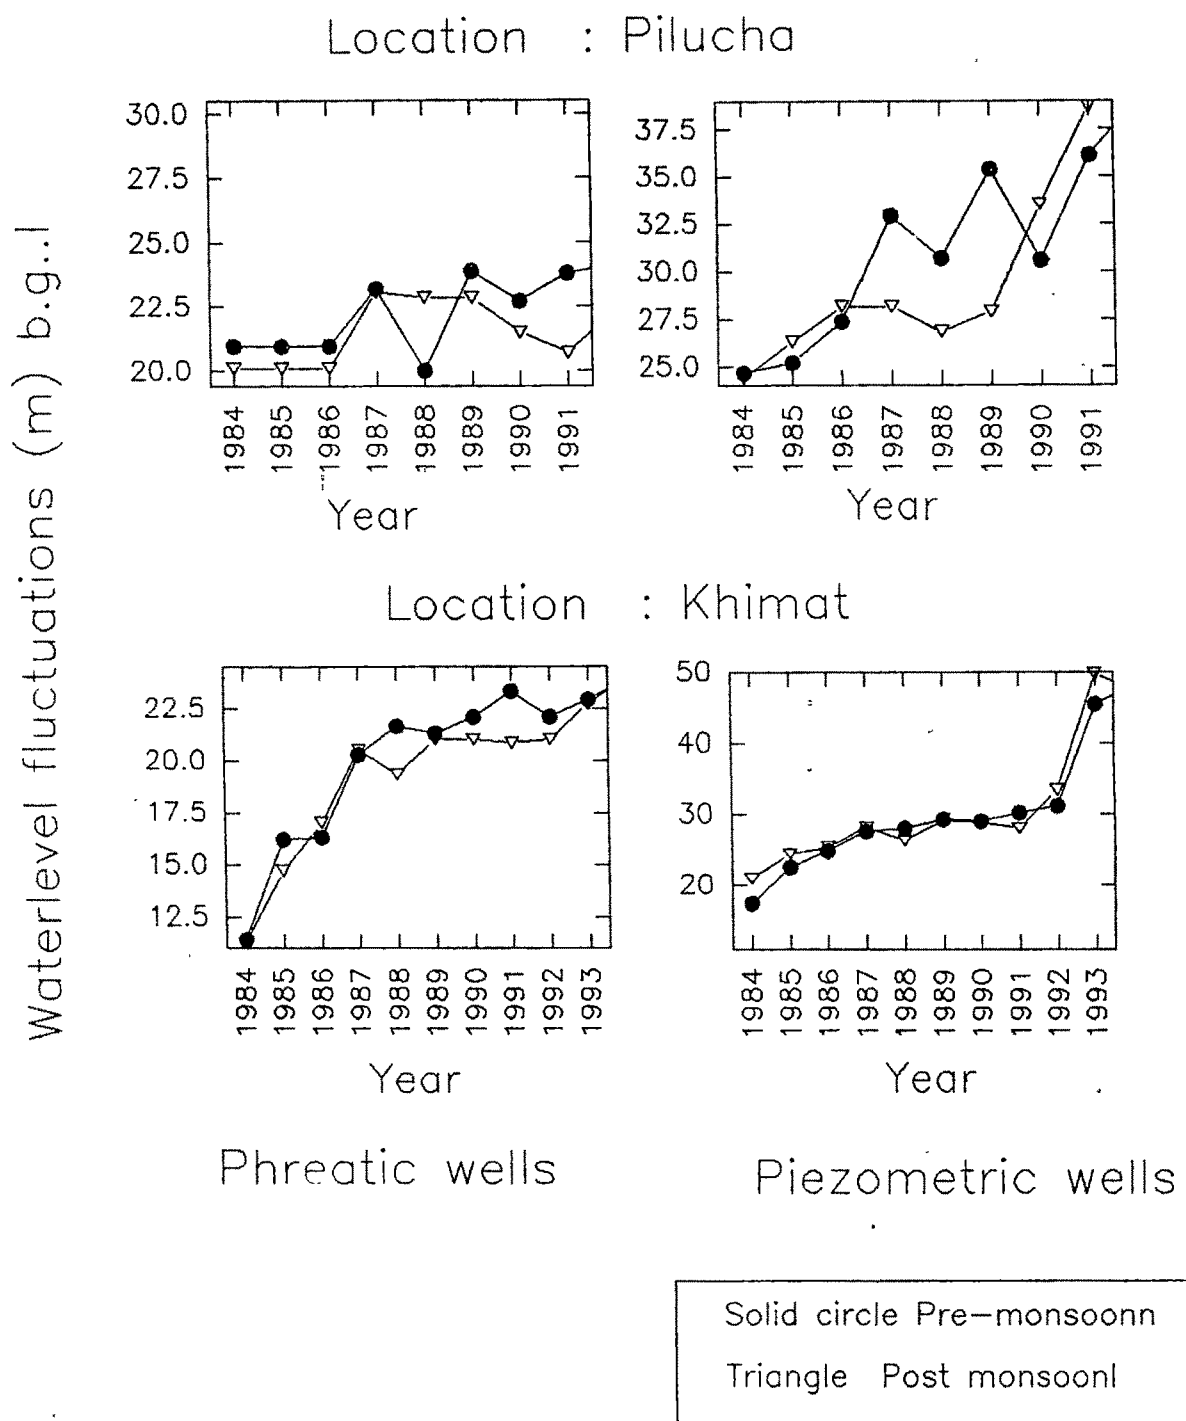 Location : Pilucha
30.0
27.5
25.0
22.5
20.0
1984 1985 1986 1987 1988 1989 1990 1991
Year
37.5
35.0
32.5
30.0
27.5
25.0
1984 1985 1986 1987 1988 1989 1990 1991
Year
Waterlevel fluctuations (m) b.g..l
Location : Khimat
22.5
20.0
17.5
15.0
12.5
1984 1985 1986 1987 1988 1989 1990 1991 1992 1993
Year
50
40
30
20
1984 1985 1986 1987 1988 1989 1990 1991 1992 1993
Year
Phreatic wells
Piezometric wells
Solid circle Pre-monsoonn
Triangle Post monsoonl